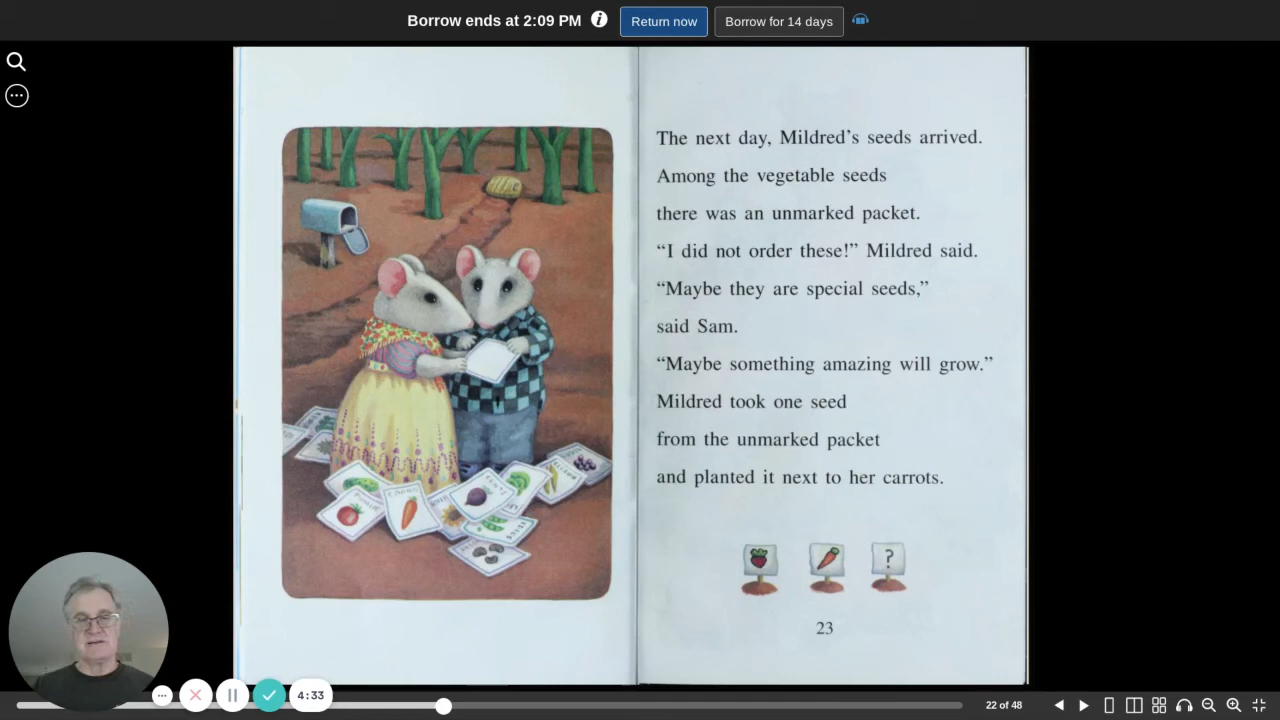 Borrow ends at 2:09 PM
Return now
Borrow for 14 days
The next day, Mildred’s seeds arrived.
Among the vegetable seeds
there was an unmarked packet.
“I did not order these!” Mildred said.
“Maybe they are special seeds,”
said Sam.
“Maybe something amazing will grow.”
Mildred took one seed
from the unmarked packet
and planted it next to her carrots.
?
23
4:33
22 of 48